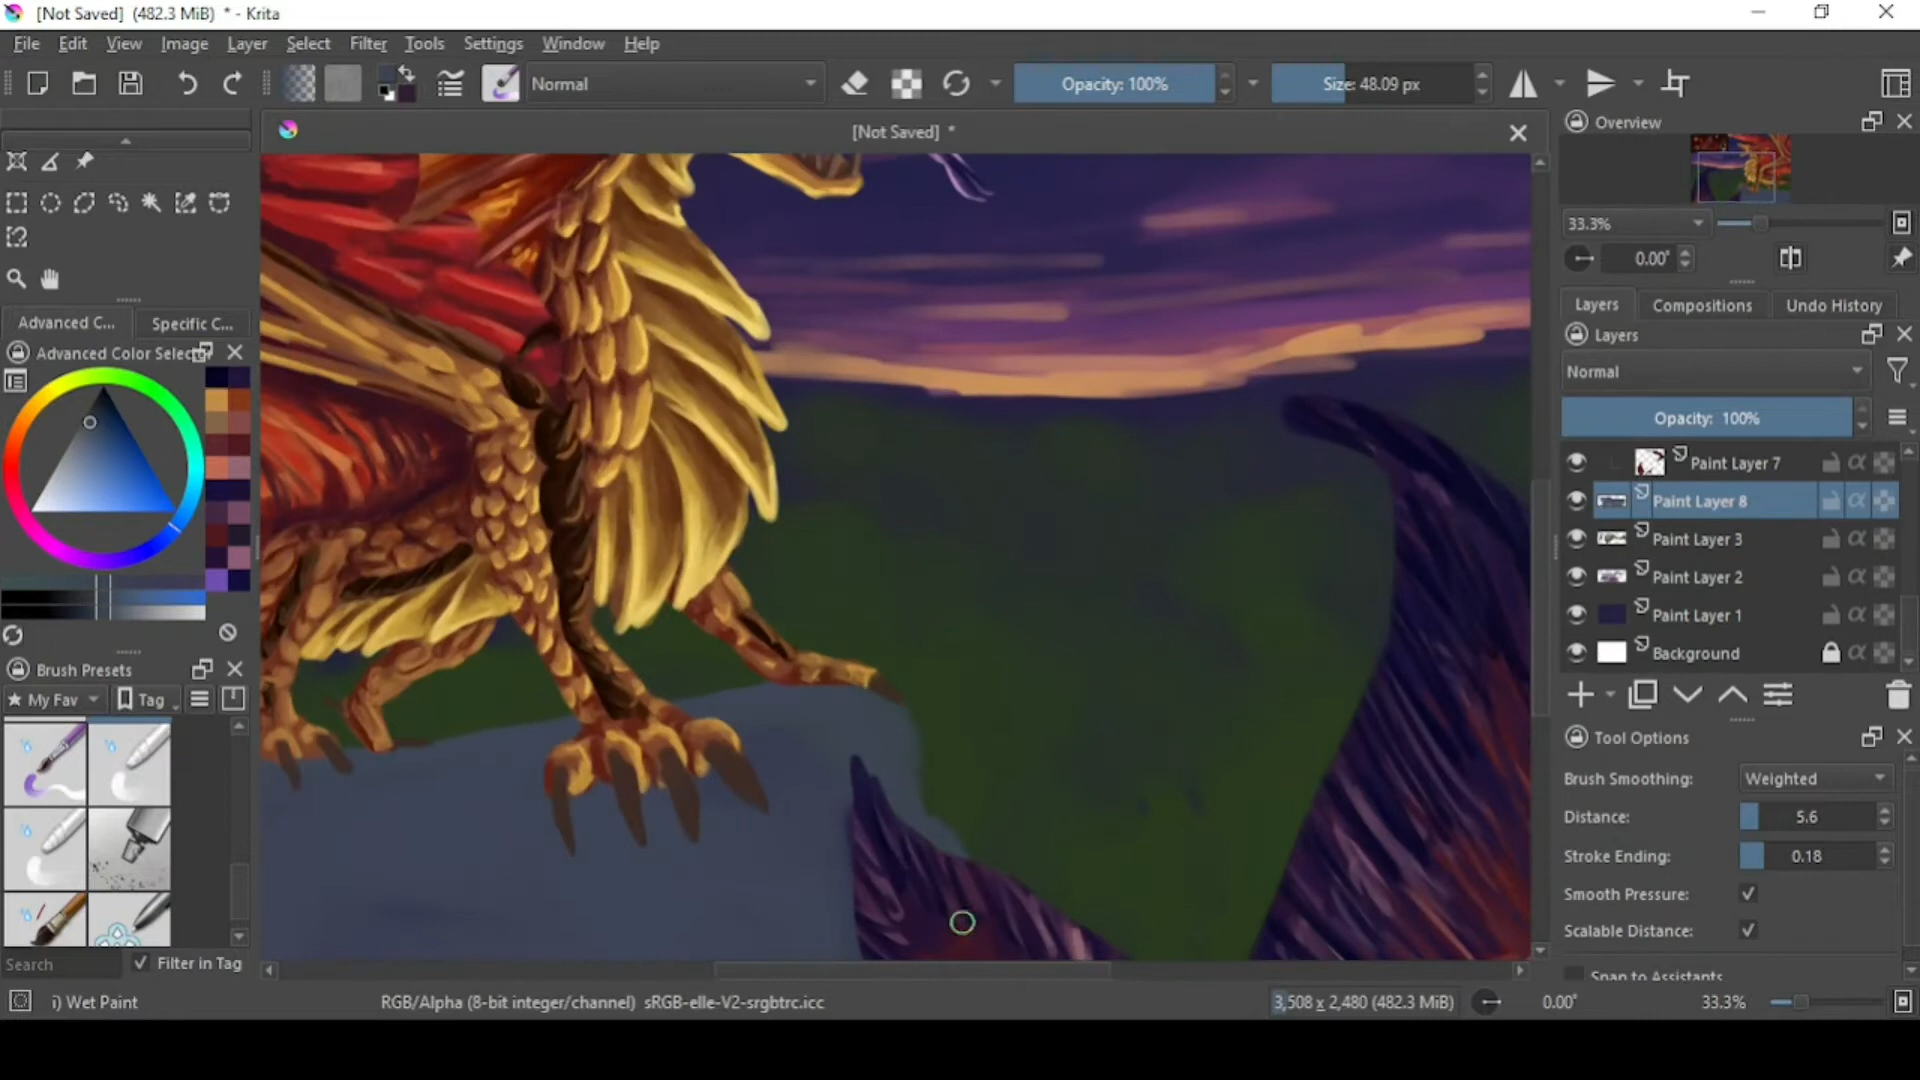 [Not Saved] (482.3 MiB) * - Krita
File Edit View Image Layer Select Filter Tools Settings Window Help
Normal
Opacity: 100%
Size: 48.09 px
[Not Saved] *
Overview
33.3%
0.00°
Advanced C...
Specific C...
Advanced Color Selec
Layers
Compositions
Undo History
Layers
Normal
Opacity: 100%
Paint Layer 7
Paint Layer 8
Paint Layer 3
Paint Layer 2
Paint Layer 1
Background
Brush Presets
My Fav
Tag
Search
Filter in Tag
Tool Options
Brush Smoothing: Weighted
Distance: 5.6
Stroke Ending: 0.18
Smooth Pressure:
Scalable Distance:
Snap to Assistants
i) Wet Paint
RGB/Alpha (8-bit integer/channel) sRGB-elle-V2-srgbtrc.icc
3,508 x 2,480 (482.3 MiB)
0.00°
33.3%